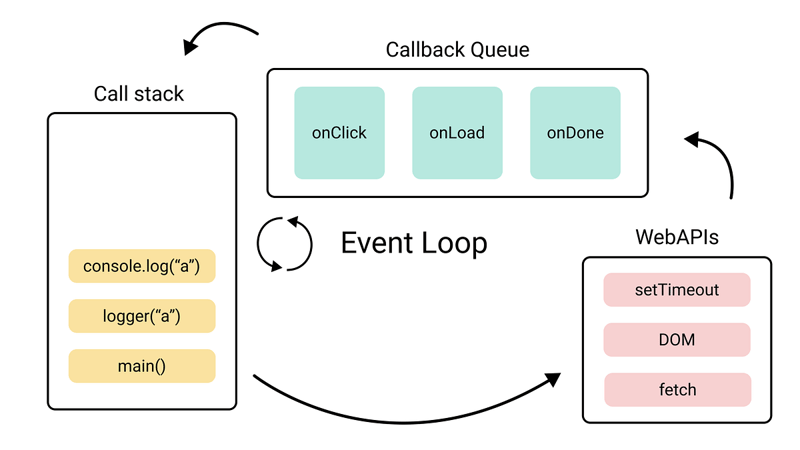 Callback Queue
onClick
onLoad
onDone
Call stack
console.log(“a”)
logger(“a”)
main()
Event Loop
WebAPIs
setTimeout
DOM
fetch